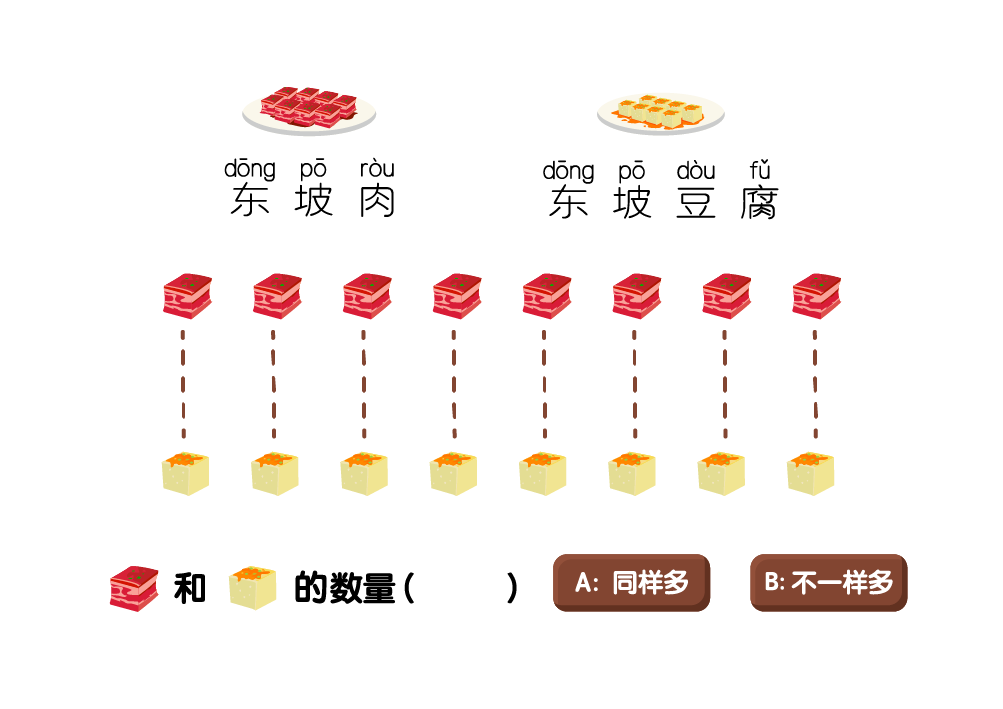 dōng pō ròu
东坡肉
dōng pō dòu fǔ
东坡豆腐
和 的数量( )
A: 同样多
B: 不一样多